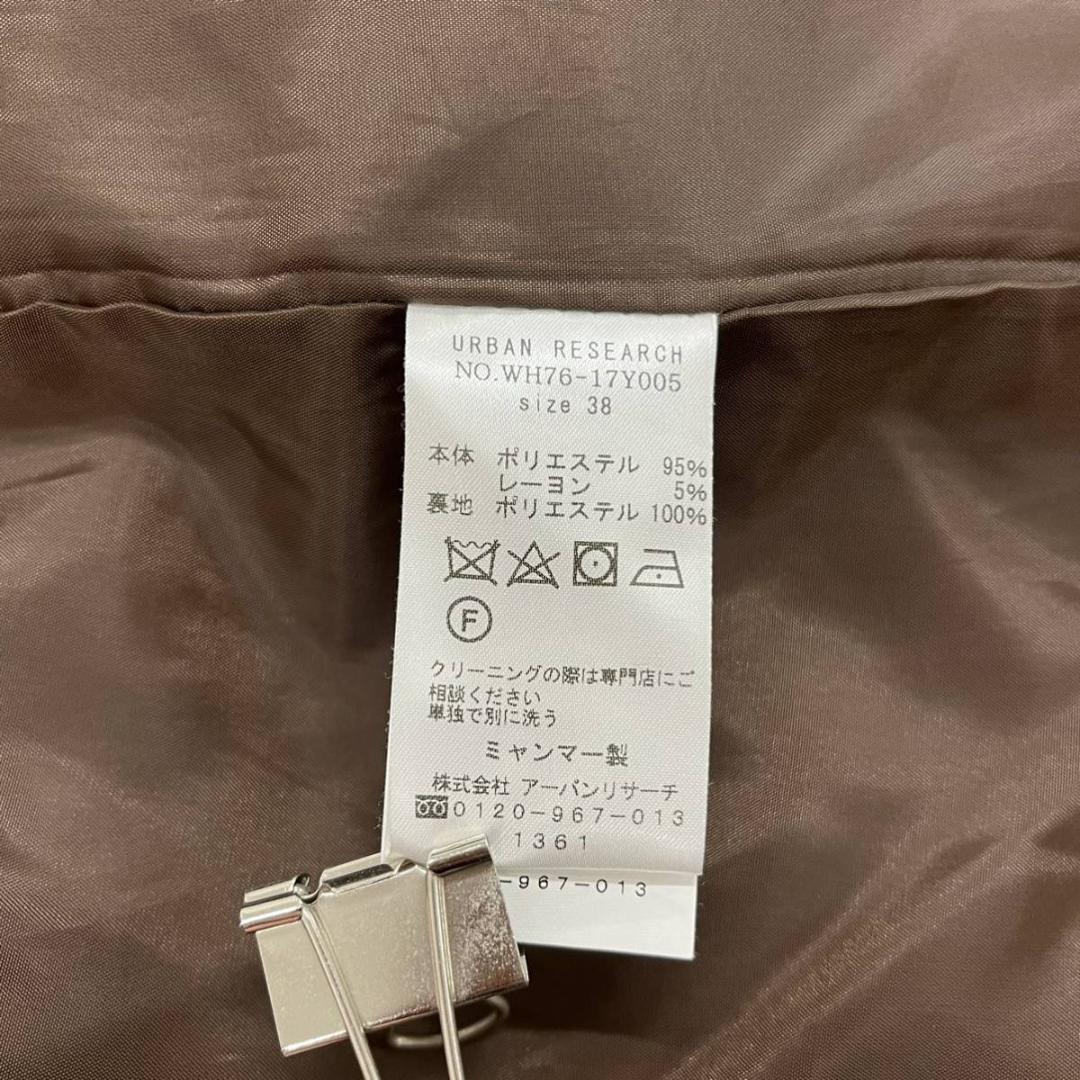 URBAN RESEARCH
NO.WH76-17Y005
size 38
本体 ポリエステル 95%
レーヨン 5%
裏地 ポリエステル 100%
F
クリーニングの際は専門店にご
相談ください
単独で別に洗う
ミャンマー製
株式会社 アーバンリサーチ
0120-967-013
1361
-967-013